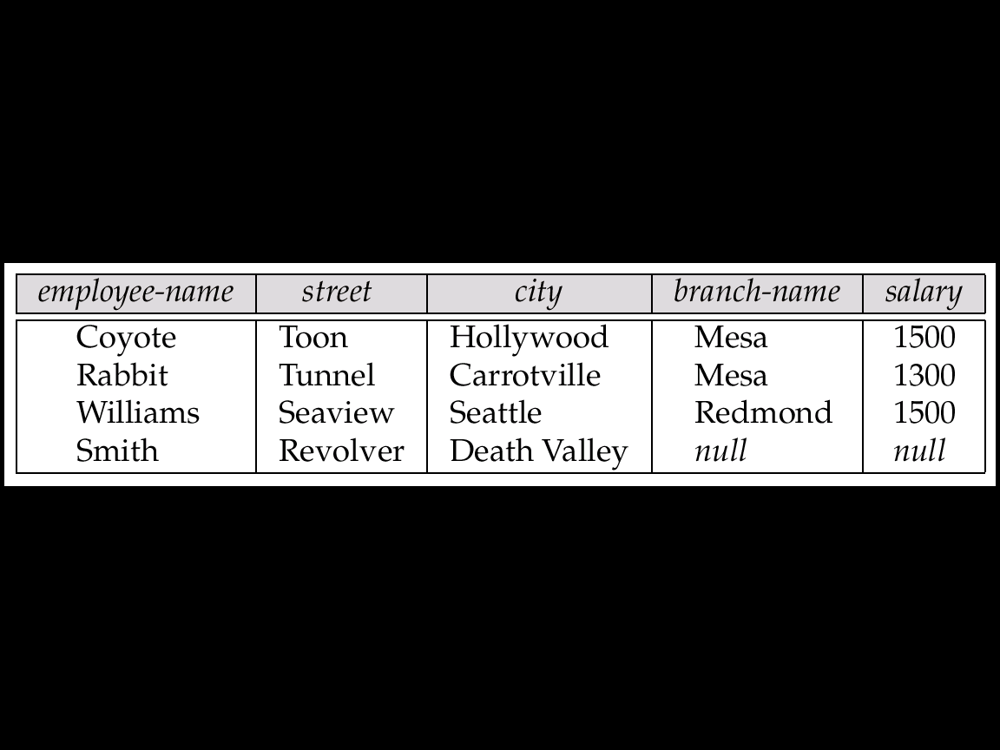 employee-name street city branch-name salary
Coyote Toon Hollywood Mesa 1500
Rabbit Tunnel Carrotville Mesa 1300
Williams Seaview Seattle Redmond 1500
Smith Revolver Death Valley null null